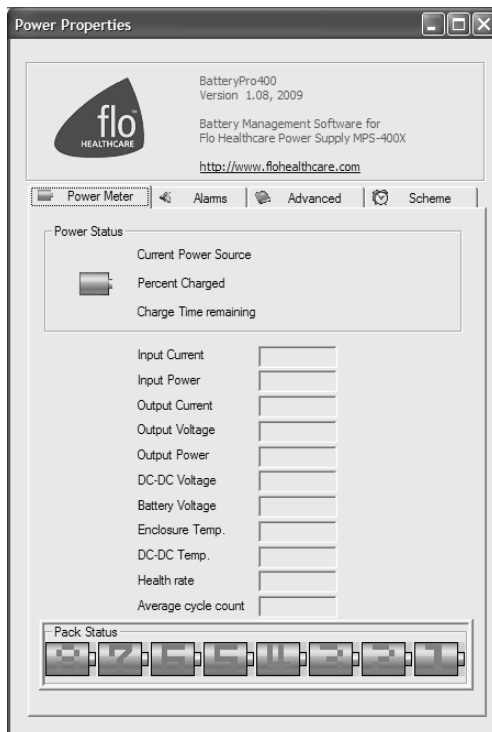 Power Properties
flo™
HEALTHCARE
BatteryPro400
Version 1.08, 2009
Battery Management Software for
Flo Healthcare Power Supply MPS-400X
http://www.flohealthcare.com
Power Meter Alarms Advanced Scheme
Power Status
Current Power Source
Percent Charged
Charge Time remaining
Input Current
Input Power
Output Current
Output Voltage
Output Power
DC-DC Voltage
Battery Voltage
Enclosure Temp.
DC-DC Temp.
Health rate
Average cycle count
Pack Status
8 7 6 5 4 3 2 1